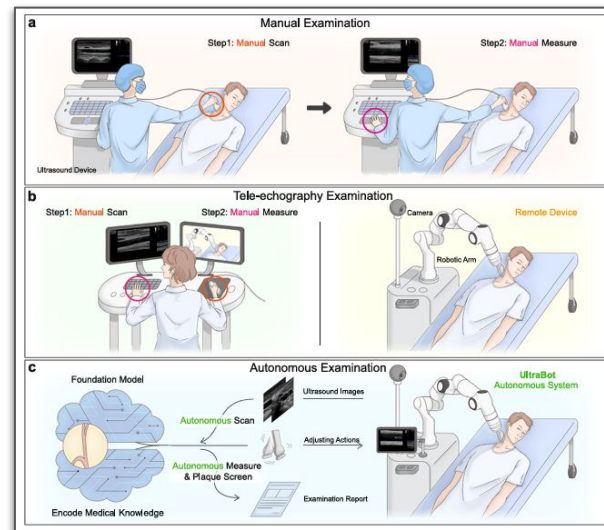 a
Manual Examination
Step1: Manual Scan
Step2: Manual Measure
Ultrasound Device
b
Tele-echography Examination
Step1: Manual Scan
Step2: Manual Measure
Camera
Remote Device
Robotic Arm
c
Autonomous Examination
Foundation Model
UltraBot
Autonomous System
Ultrasound Images
Autonomous Scan
Adjusting Actions
Autonomous Measure
& Plaque Screen
Examination Report
Encode Medical Knowledge